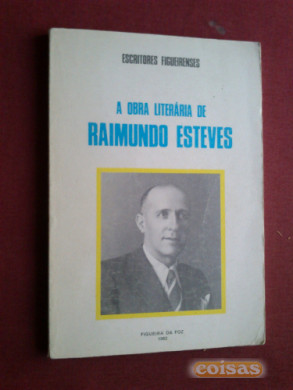 ESCRITORES FIGUEIRENSES
A OBRA LITERÁRIA DE
RAIMUNDO ESTEVES
FIGUEIRA DA FOZ
coisas